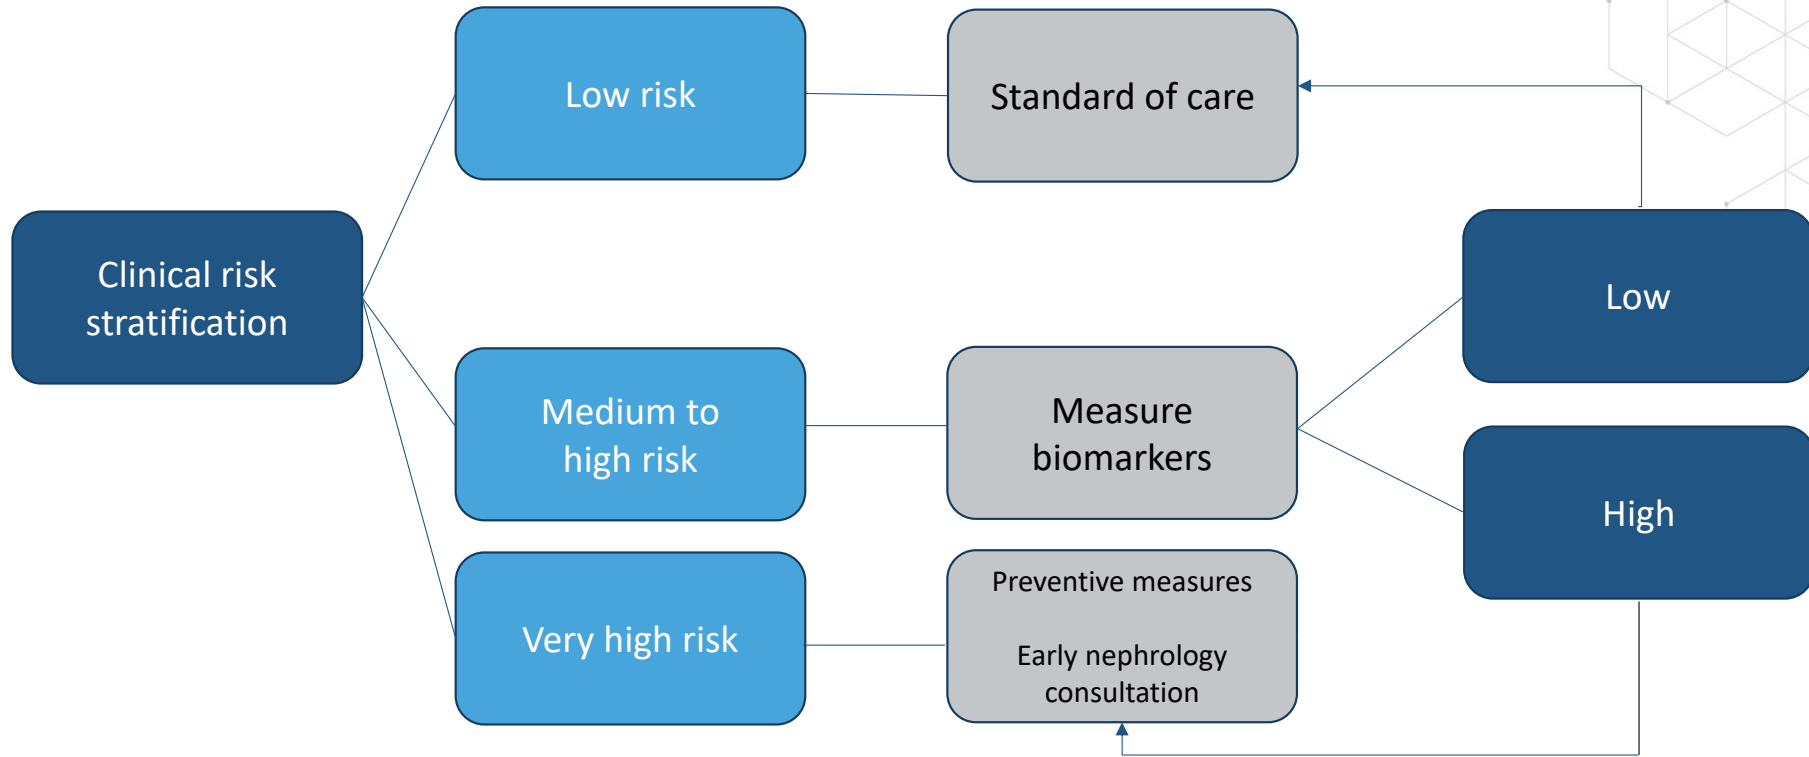 Low risk
Standard of care
Clinical risk
stratification
Low
Medium to
high risk
Measure
biomarkers
High
Very high risk
Preventive measures
Early nephrology
consultation